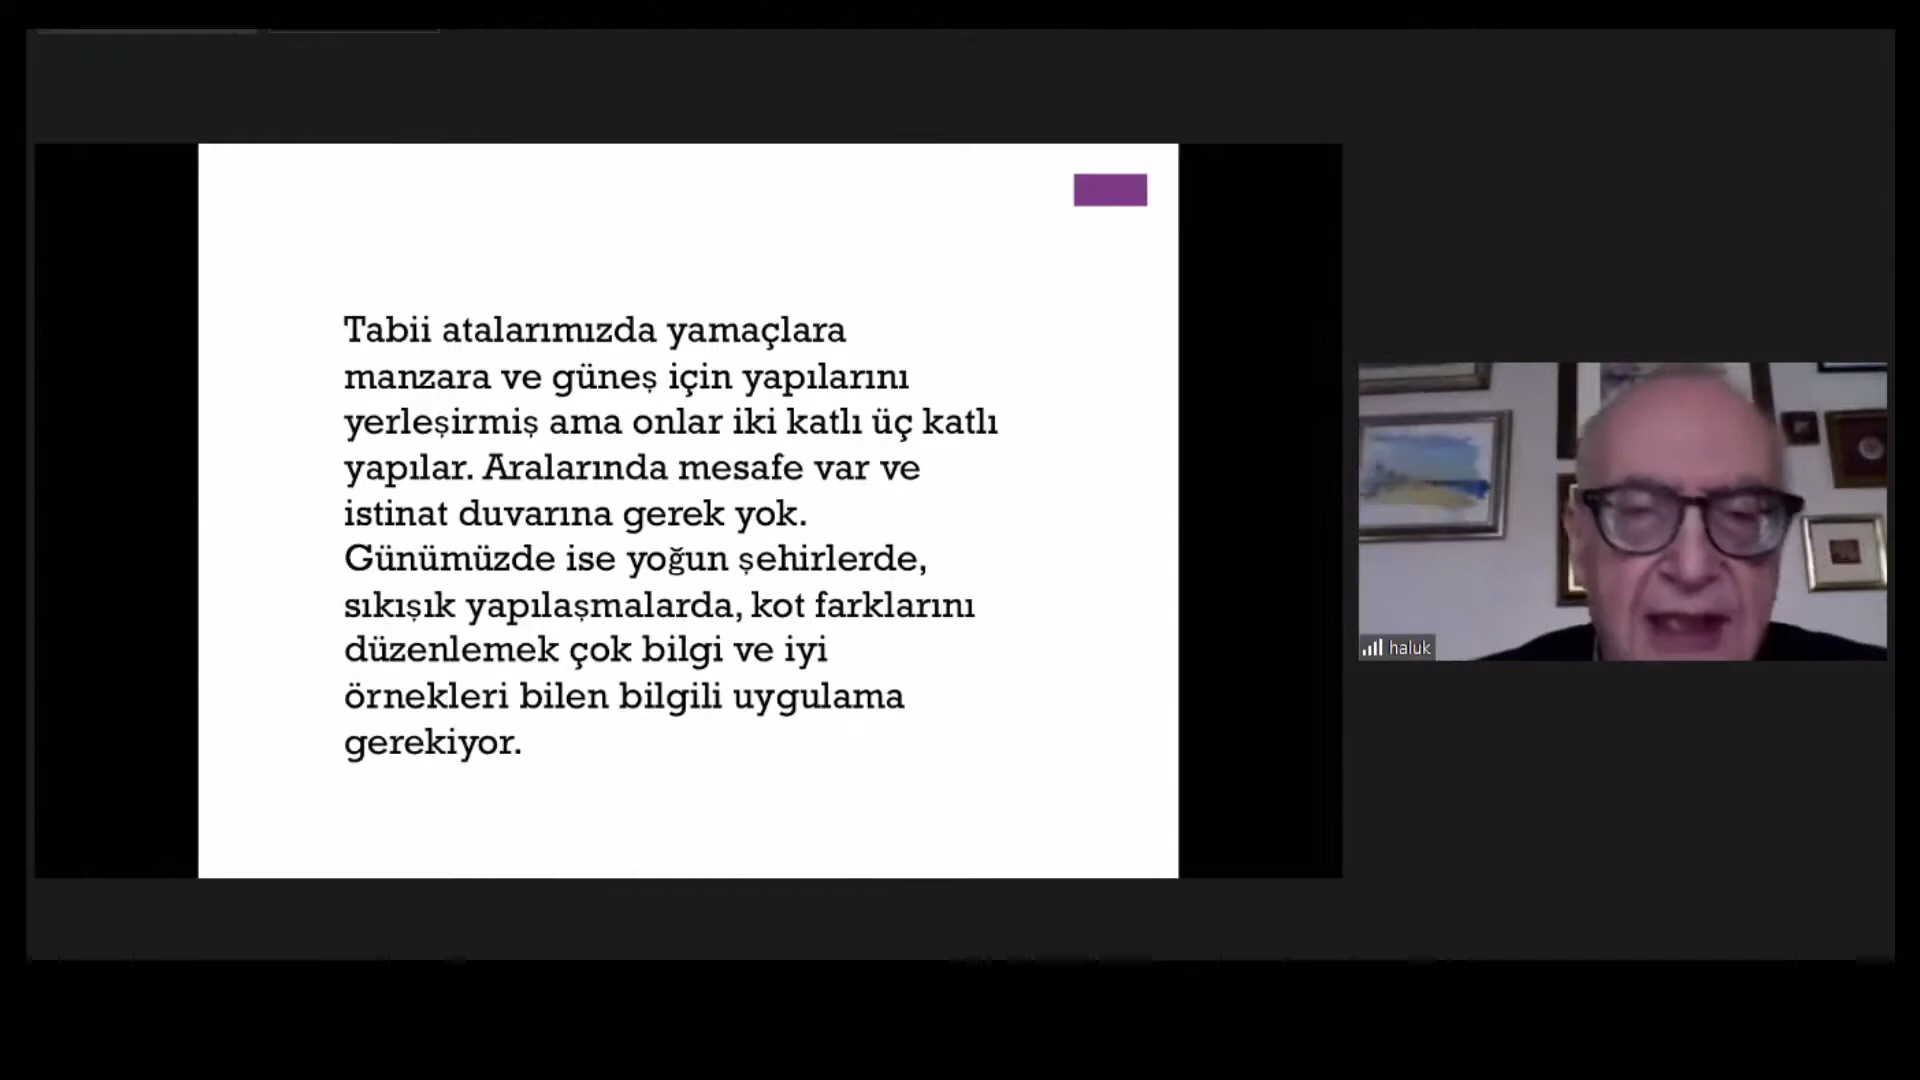 Tabii atalarımızda yamaçlara
manzara ve güneş için yapılarını
yerleşirmiş ama onlar iki katlı üç katlı
yapılar. Aralarında mesafe var ve
istinat duvarına gerek yok.
Günümüzde ise yoğun şehirlerde,
sıkışık yapılaşmalarda, kot farklarını
düzenlemek çok bilgi ve iyi
örnekleri bilen bilgili uygulama
gerekiyor.
haluk